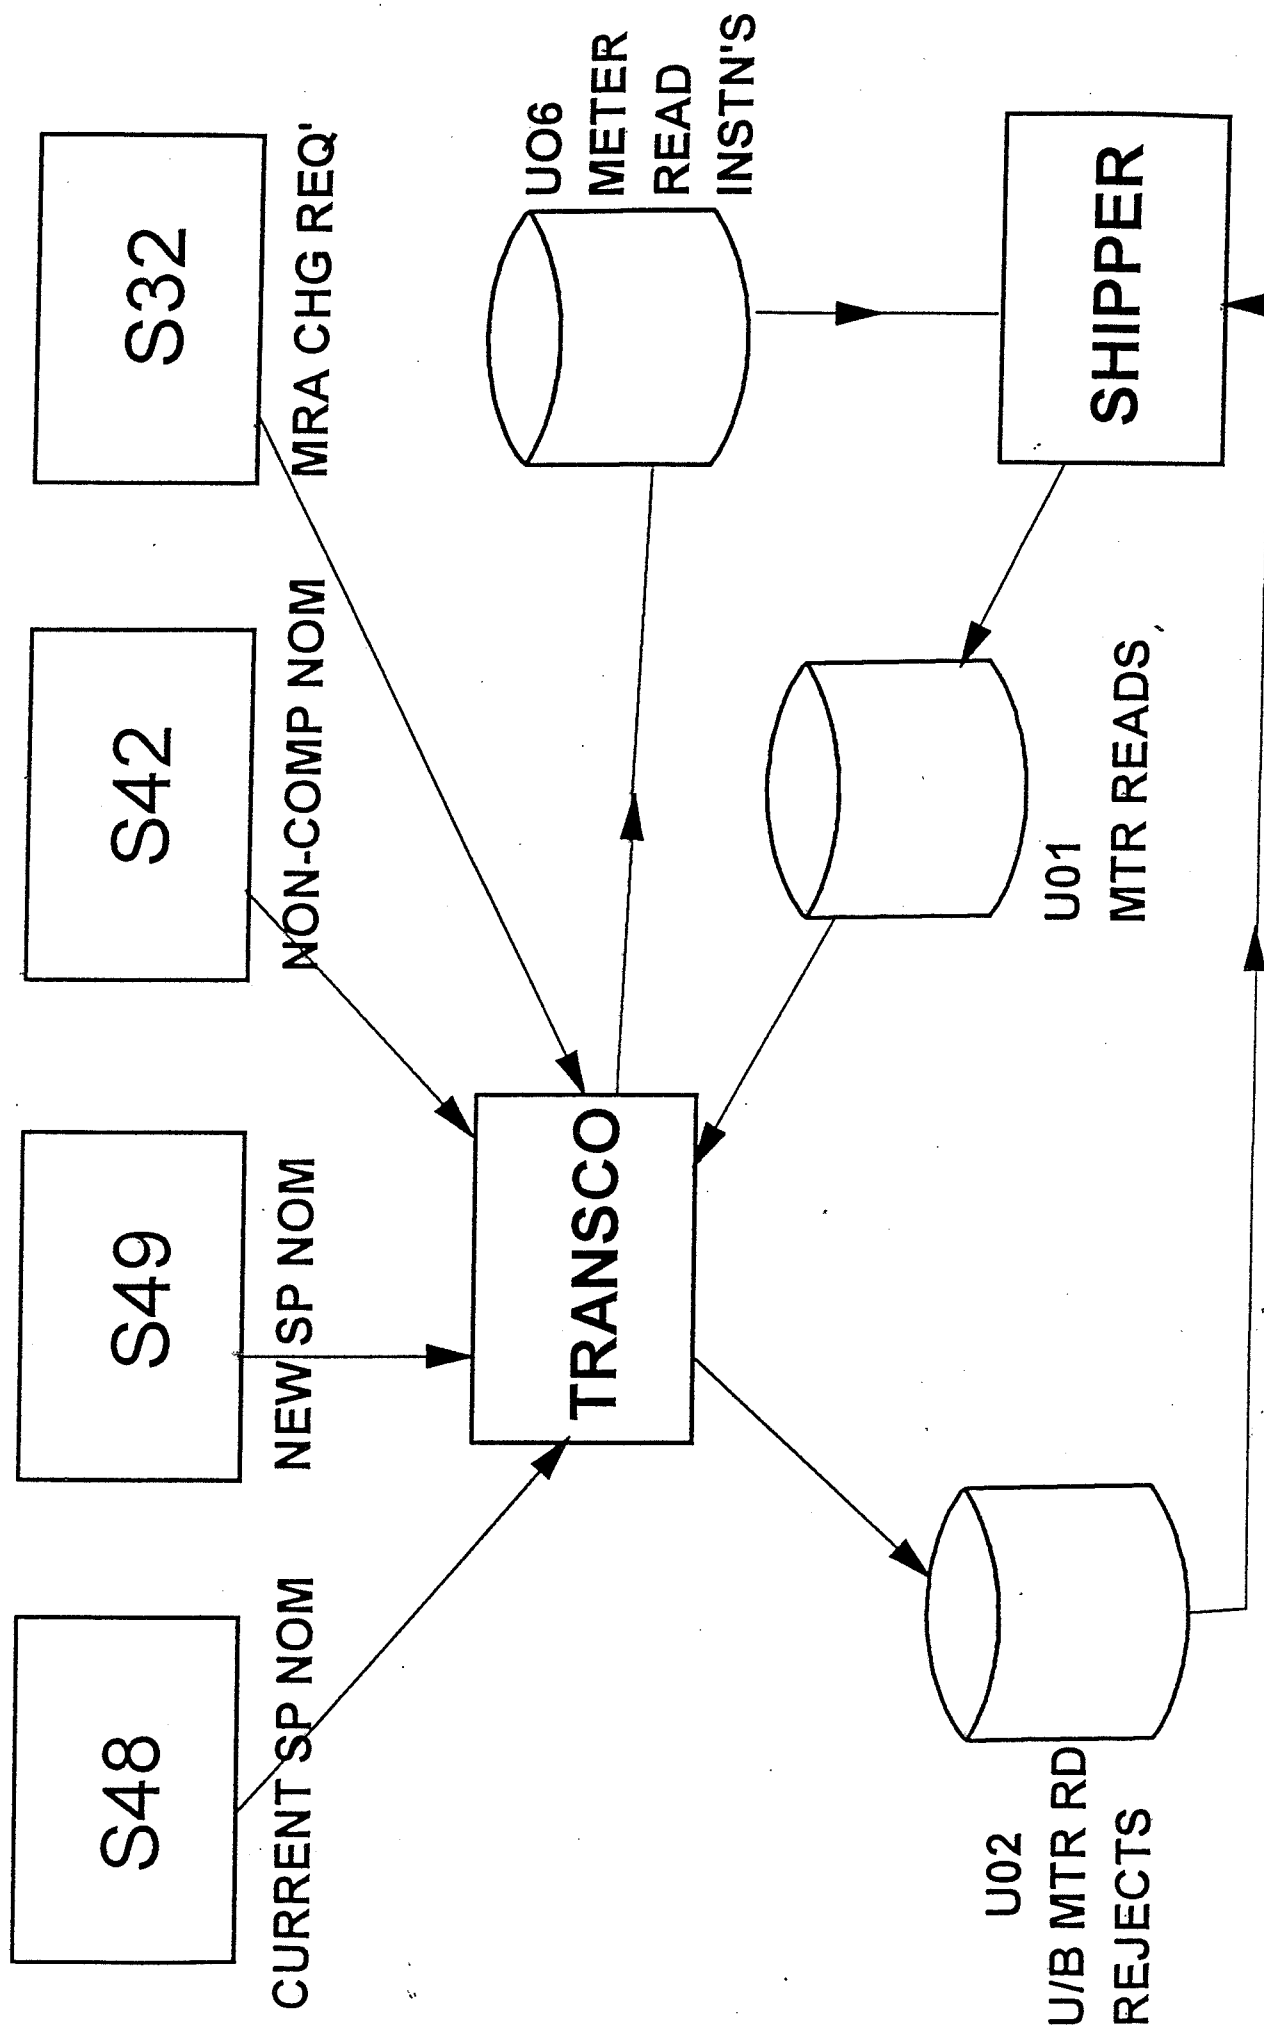 S48
S49
S42
S32
CURRENT SP NOM
NEW SP NOM
NON-COMP NOM
MRA CHG REQ'
TRANSCO
UO6
METER
READ
INSTN'S
U02
U/B MTR RD
REJECTS
U01
MTR READS
SHIPPER